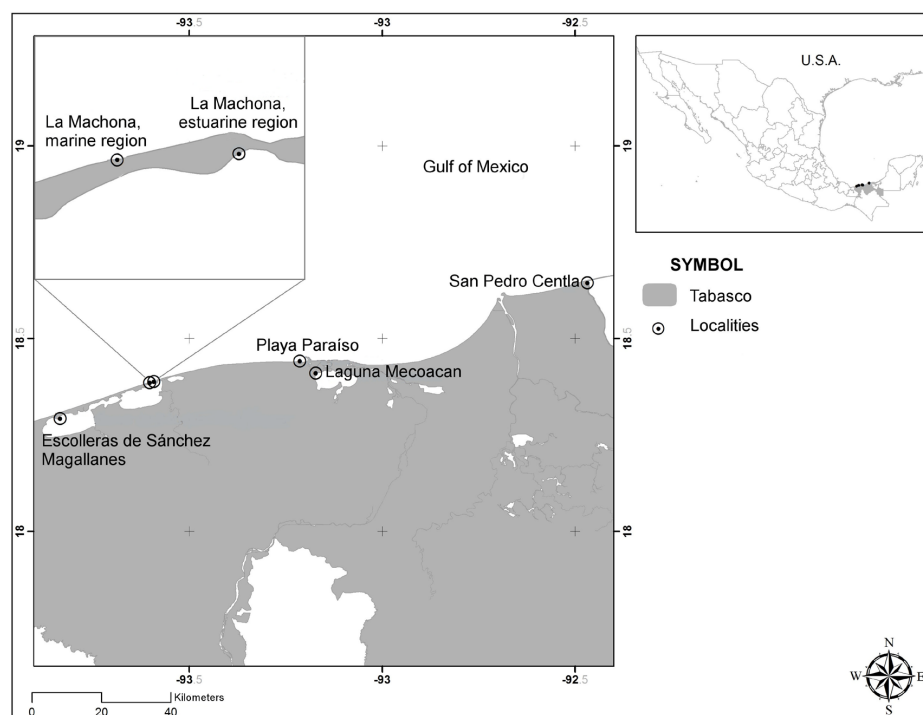 -93.5
-93
-92.5
La Machona,
marine region
La Machona,
estuarine region
19
Gulf of Mexico
19
U.S.A.
SYMBOL
Tabasco
Localities
San Pedro Centla
18.5
Playa Paraíso
Laguna Mecoacan
18.5
Escolleras de Sánchez
Magallanes
18
18
-93.5
-93
-92.5
Kilometers
0 20 40
N
W E
S